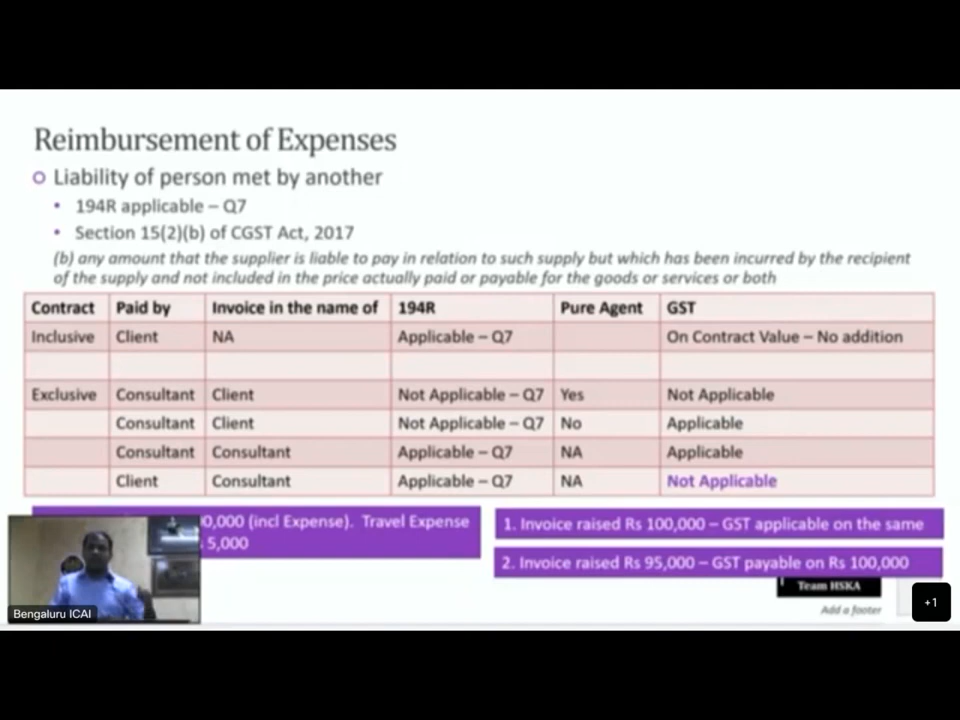 Reimbursement of Expenses
Liability of person met by another
194R applicable – Q7
Section 15(2)(b) of CGST Act, 2017
(b) any amount that the supplier is liable to pay in relation to such supply but which has been incurred by the recipient
of the supply and not included in the price actually paid or payable for the goods or services or both
Contract Paid by Invoice in the name of 194R Pure Agent GST
Inclusive Client NA Applicable – Q7 On Contract Value – No addition
Exclusive Consultant Client Not Applicable – Q7 Yes Not Applicable
Consultant Client Not Applicable – Q7 No Applicable
Consultant Consultant Applicable – Q7 NA Applicable
Client Consultant Applicable – Q7 NA Not Applicable
(incl Expense). Travel Expense
5,000
1. Invoice raised Rs 100,000 – GST applicable on the same
2. Invoice raised Rs 95,000 – GST payable on Rs 100,000
Team HSKA
Add a footer
Bengaluru ICAI
+1